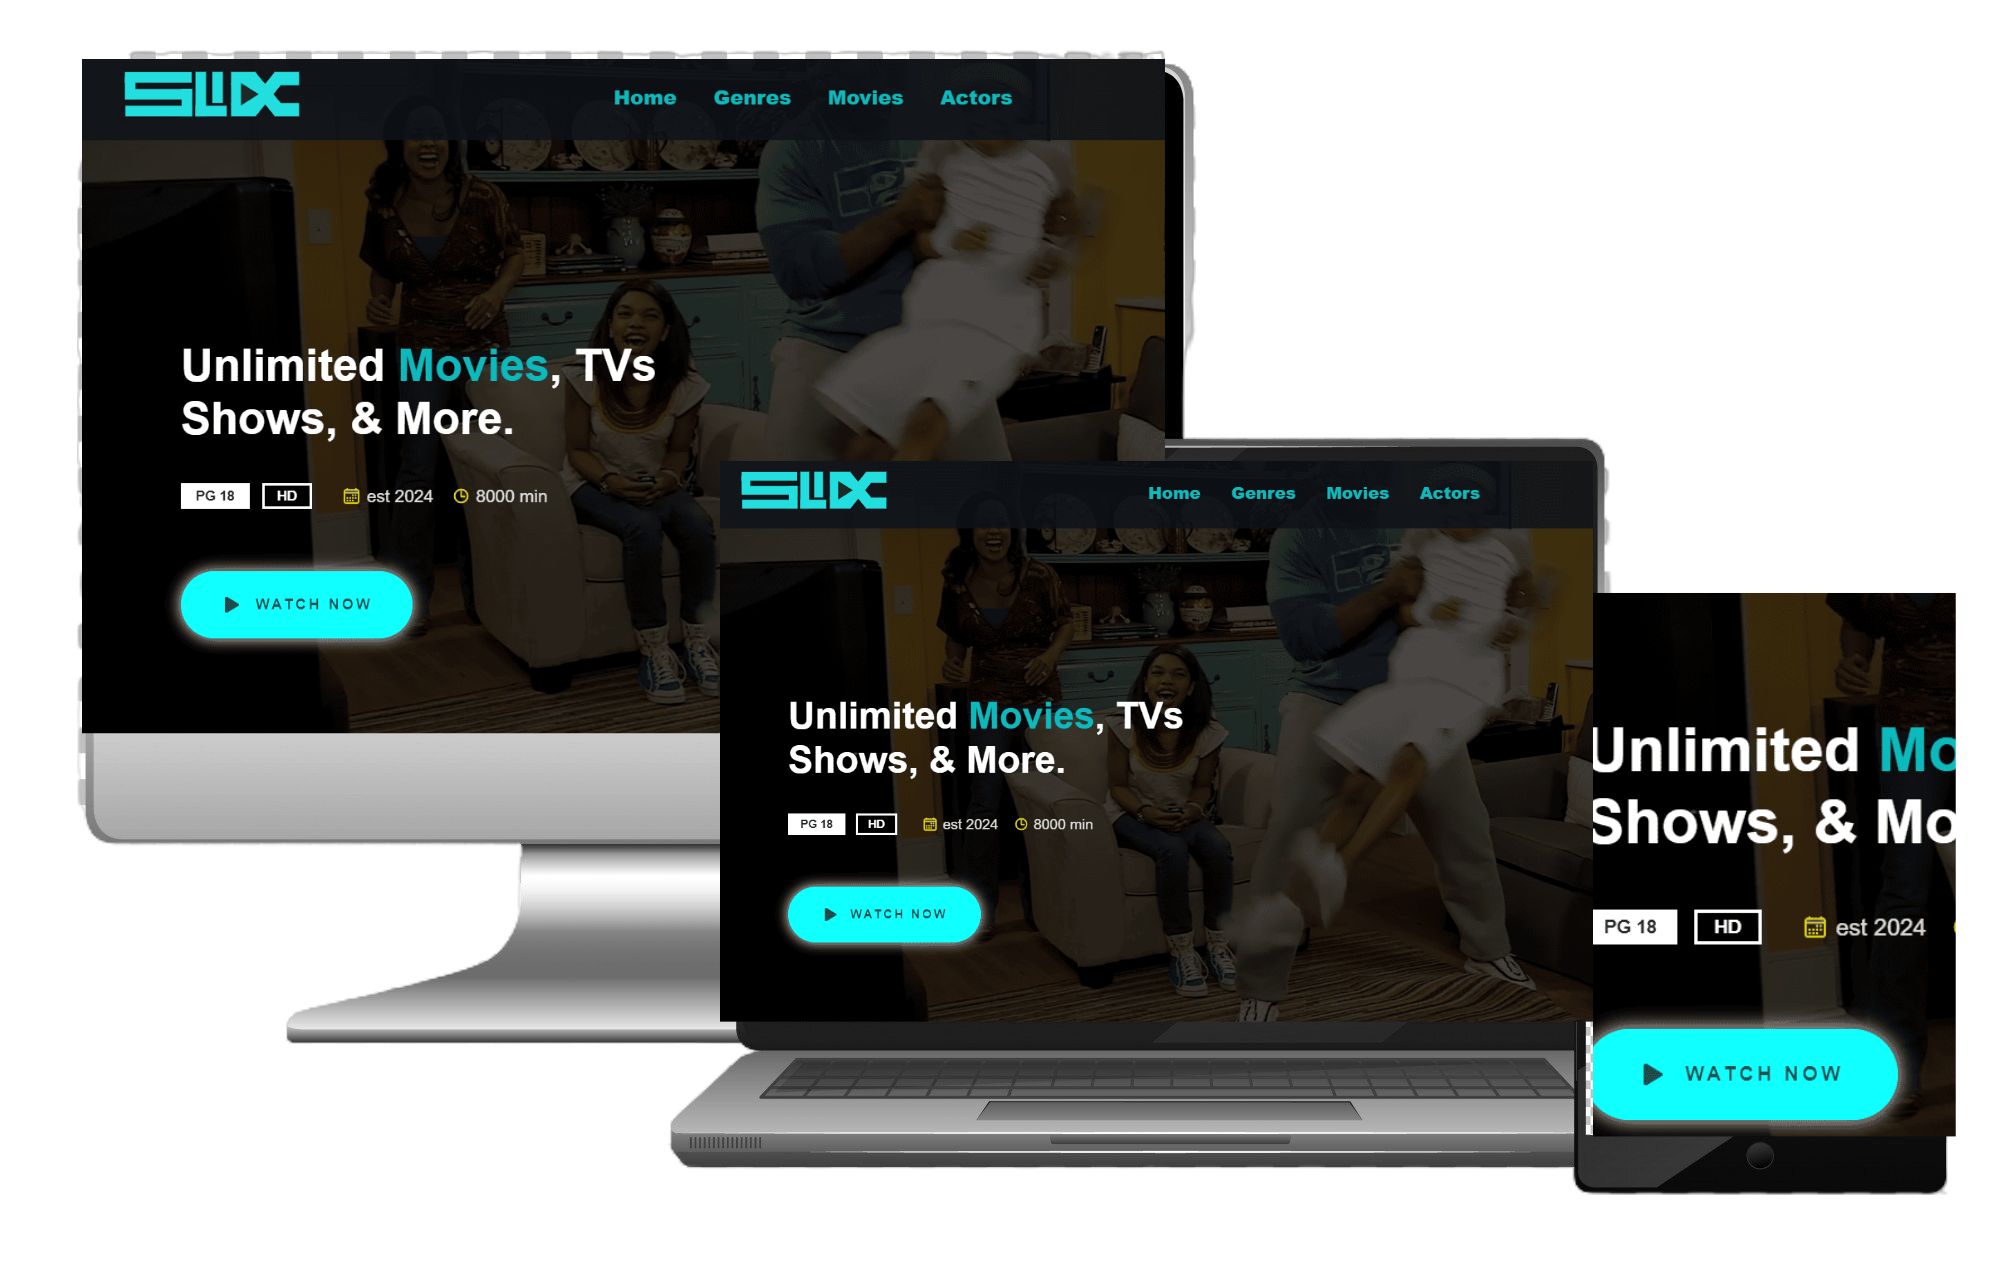 SLIX
Home Genres Movies Actors
Unlimited Movies, TVs
Shows, & More.
PG 18 HD est 2024 8000 min
WATCH NOW
SLIX
Home Genres Movies Actors
Unlimited Movies, TVs
Shows, & More.
PG 18 HD est 2024 8000 min
WATCH NOW
Unlimited Mo
Shows, & Mo
PG 18 HD est 2024
WATCH NOW